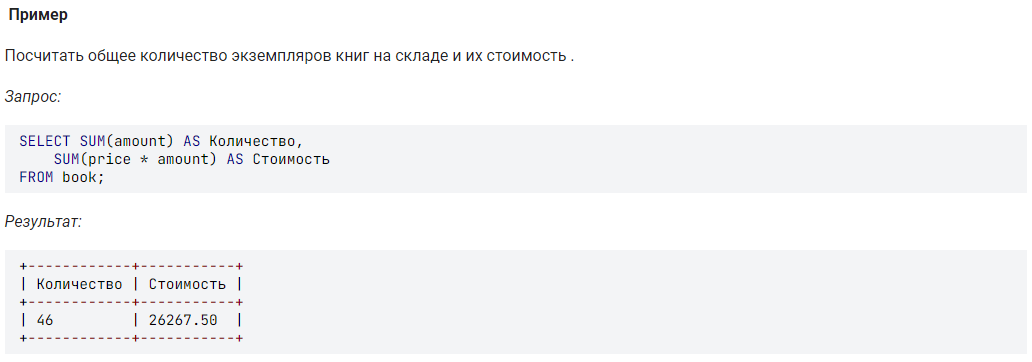 Пример
Посчитать общее количество экземпляров книг на складе и их стоимость .
Запрос:
SELECT SUM(amount) AS Количество,
    SUM(price * amount) AS Стоимость
FROM book;
Результат:
+------------+-----------+
| Количество | Стоимость |
+------------+-----------+
| 46         | 26267.50  |
+------------+-----------+